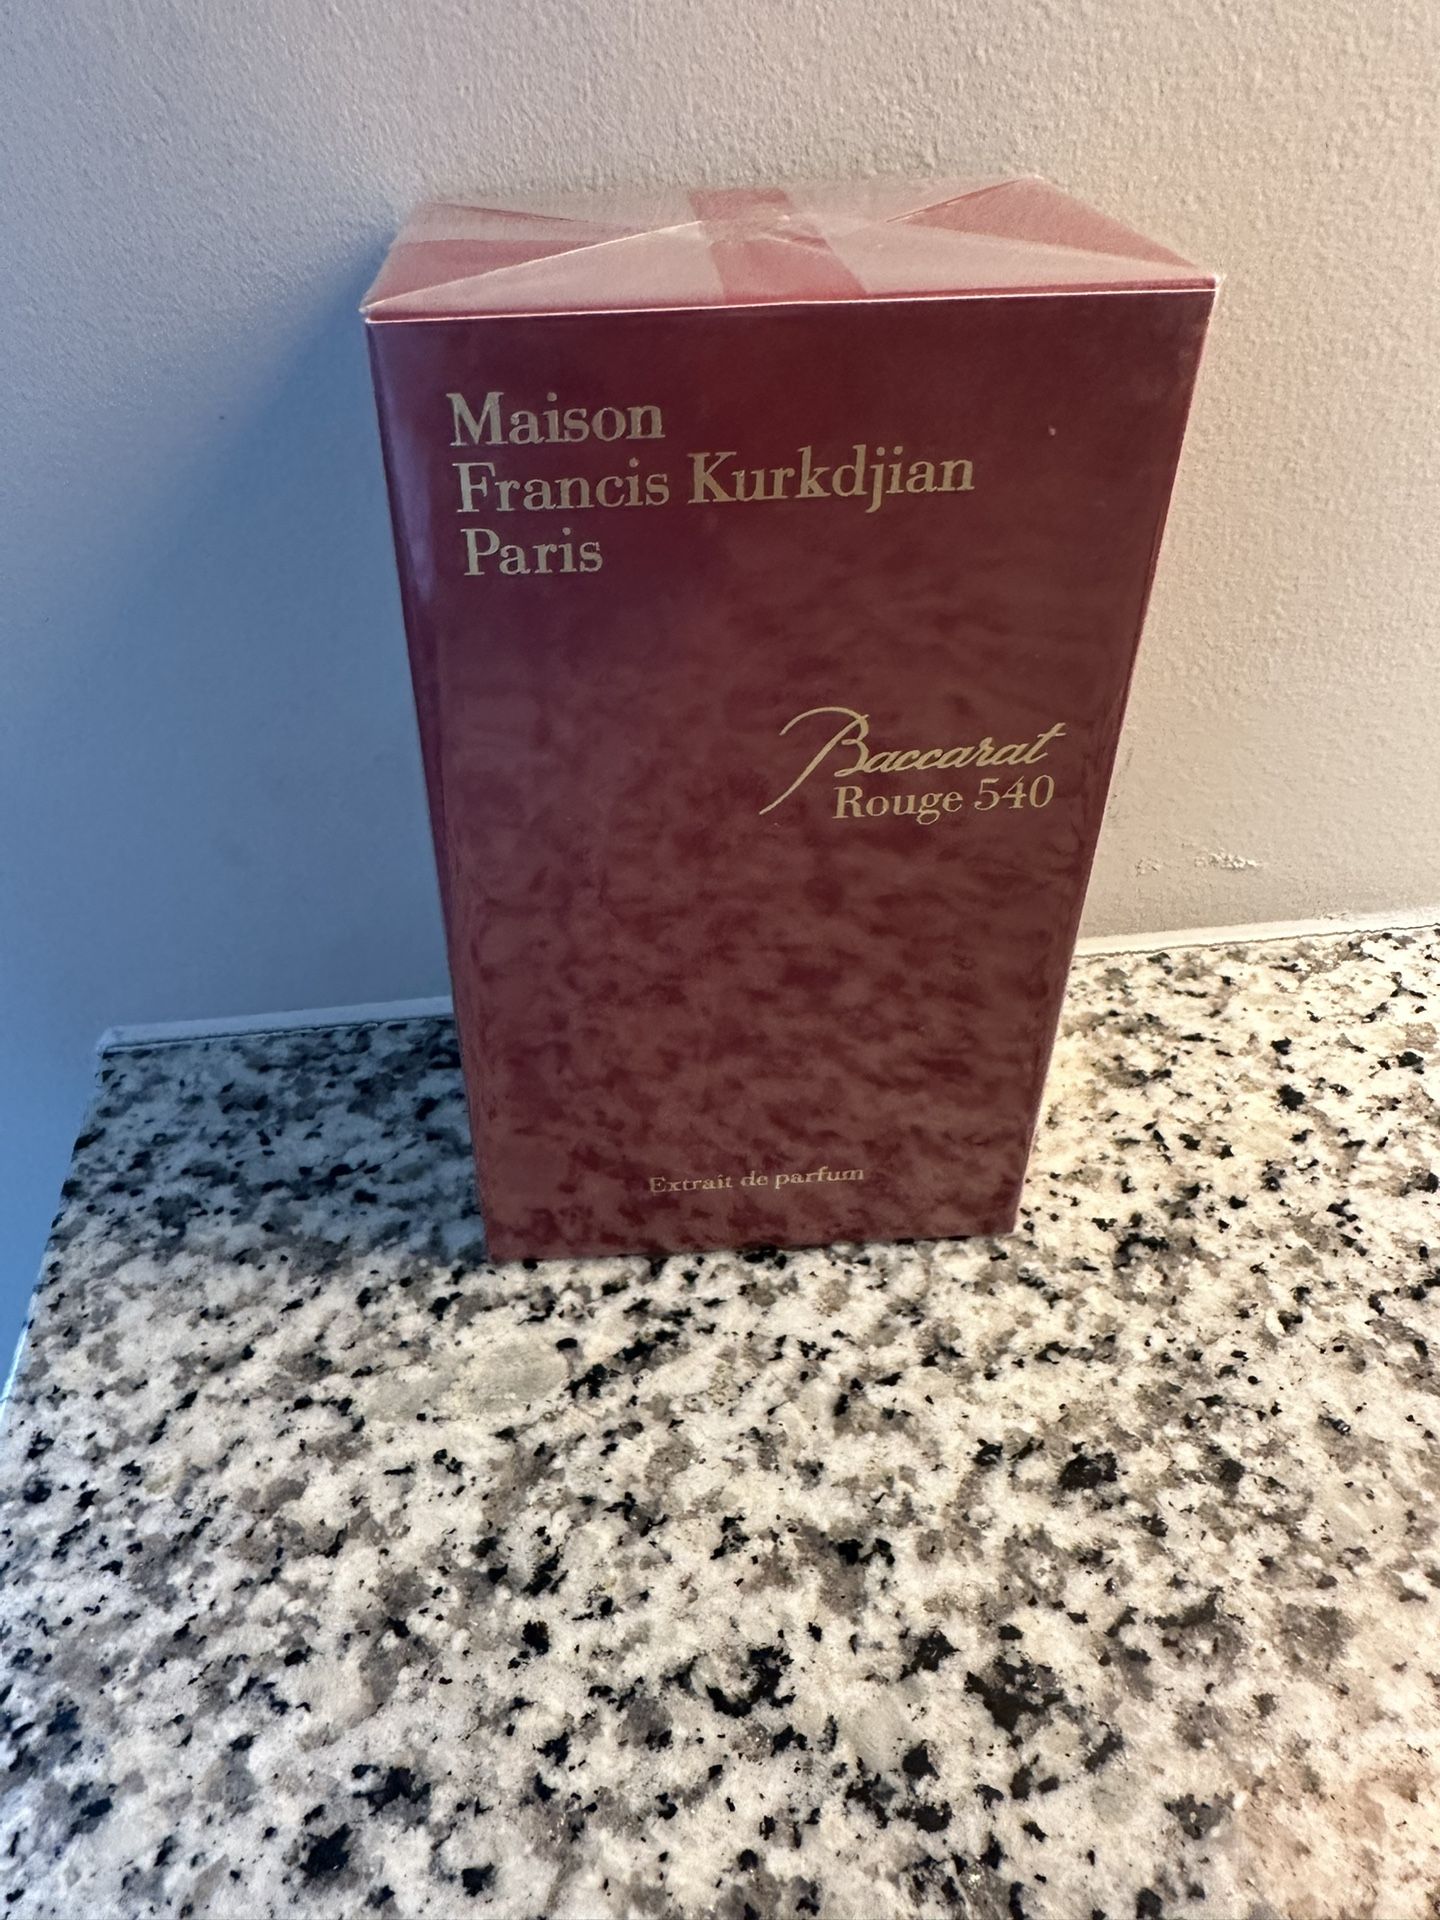 Maison
Francis Kurkdjian
Paris
Baccarat
Rouge 540
Extrait de parfum